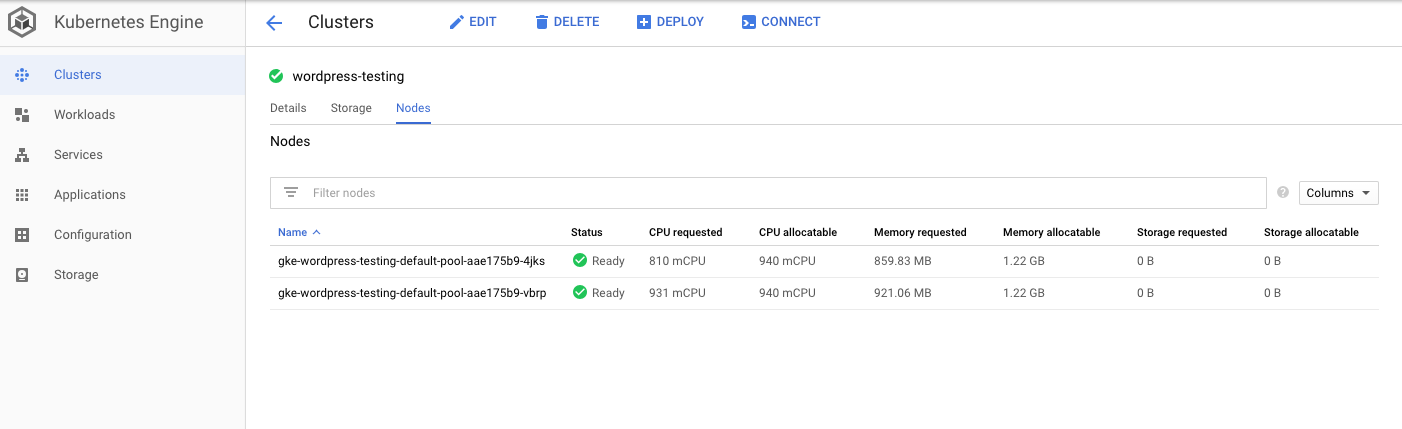 Kubernetes Engine
Clusters
EDIT
DELETE
DEPLOY
CONNECT
Clusters
Workloads
Services
Applications
Configuration
Storage
wordpress-testing
Details Storage Nodes
Nodes
Filter nodes
?
Columns
Name Status CPU requested CPU allocatable Memory requested Memory allocatable Storage requested Storage allocatable
gke-wordpress-testing-default-pool-aae175b9-4jks Ready 810 mCPU 940 mCPU 859.83 MB 1.22 GB 0 B 0 B
gke-wordpress-testing-default-pool-aae175b9-vbrp Ready 931 mCPU 940 mCPU 921.06 MB 1.22 GB 0 B 0 B